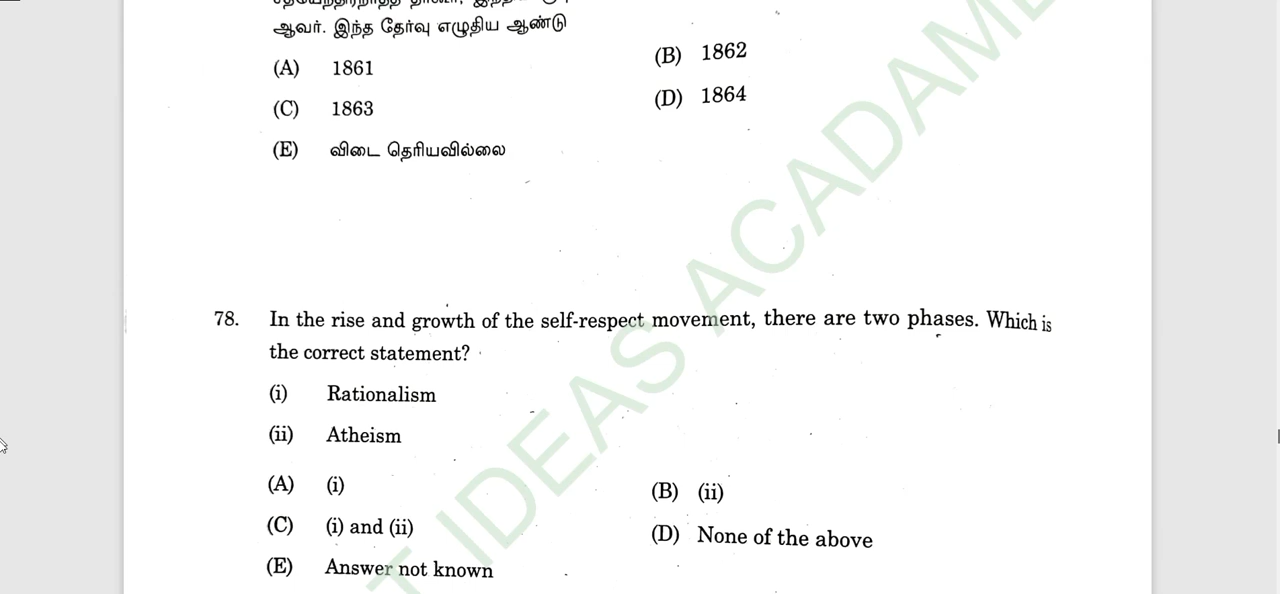 ஆவர். இந்த தேர்வு எழுதிய ஆண்டு
(A) 1861 (B) 1862
(C) 1863 (D) 1864
(E) விடை தெரியவில்லை
78. In the rise and growth of the self-respect movement, there are two phases. Which is
the correct statement?
(i) Rationalism
(ii) Atheism
(A) (i) (B) (ii)
(C) (i) and (ii) (D) None of the above
(E) Answer not known
T IDEAS ACADAM